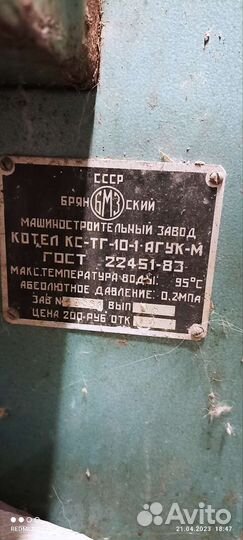 СССР
БРЯНСКИЙ
БМЗ
МАШИНОСТРОИТЕЛЬНЫЙ ЗАВОД
КОТЕЛ КС-ТГ-10-1-АГУК-М
ГОСТ 22451-83
МАКС.ТЕМПЕРАТУРА ВОДЫ: 95°С
АБСОЛЮТНОЕ ДАВЛЕНИЕ: 0.2МПА
ЗАВ № ВЫП
ЦЕНА 200 РУБ ОТК
21.04.2023 18:47
Avito